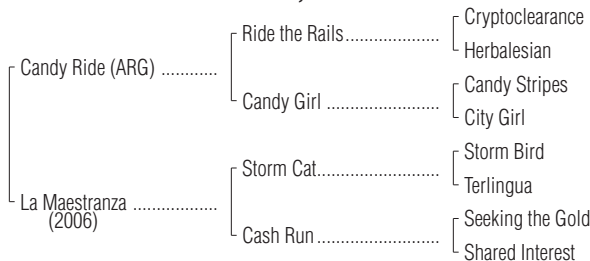 Cryptoclearance
Ride the Rails.....................
Herbalesian
Candy Ride (ARG) ............
Candy Stripes
Candy Girl .........................
City Girl
Storm Bird
Storm Cat...........................
Terlingua
La Maestranza ..................
(2006)
Seeking the Gold
Cash Run ...........................
Shared Interest